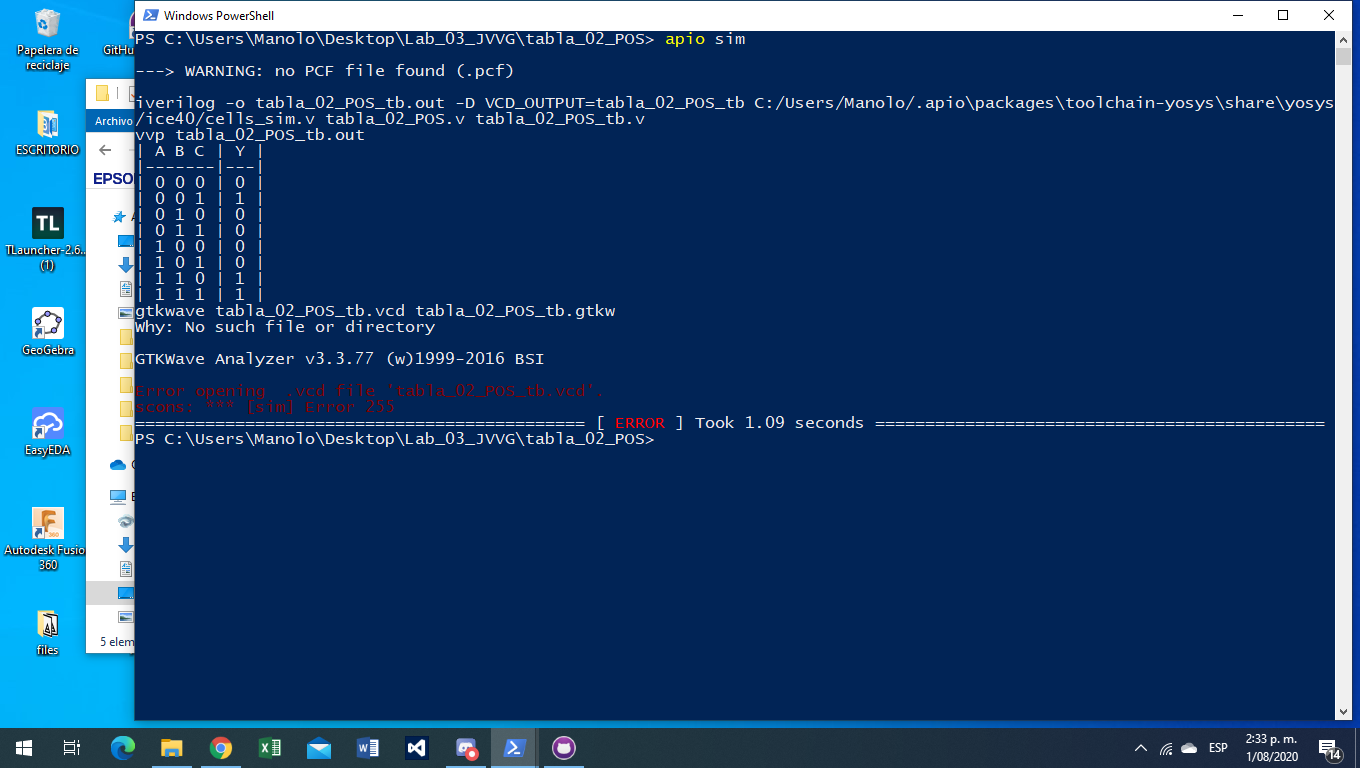 Papelera de
reciclaje
GitHu
ESCRITORIO
TL
TLauncher-2.6...
(1)
GeoGebra
EasyEDA
Autodesk Fusio
360
files
Archivo
EPSO
5 elem
Windows PowerShell
PS C:\Users\Manolo\Desktop\Lab_03_JVVG\tabla_02_POS> apio sim
---> WARNING: no PCF file found (.pcf)
iverilog -o tabla_02_POS_tb.out -D VCD_OUTPUT=tabla_02_POS_tb C:/Users/Manolo/.apio\packages\toolchain-yosys\share\yosys
/ice40/cells_sim.v tabla_02_POS.v tabla_02_POS_tb.v
vvp tabla_02_POS_tb.out
| A B C | Y |
|-------|---|
| 0 0 0 | 0 |
| 0 0 1 | 1 |
| 0 1 0 | 0 |
| 0 1 1 | 0 |
| 1 0 0 | 0 |
| 1 0 1 | 0 |
| 1 1 0 | 1 |
| 1 1 1 | 1 |
gtkwave tabla_02_POS_tb.vcd tabla_02_POS_tb.gtkw
Why: No such file or directory
GTKWave Analyzer v3.3.77 (w)1999-2016 BSI
Error opening  .vcd file 'tabla_02_POS_tb.vcd'.
scons: *** [sim] Error 255
============================================= [ ERROR ] Took 1.09 seconds =============================================
PS C:\Users\Manolo\Desktop\Lab_03_JVVG\tabla_02_POS>
ESP
2:33 p. m.
1/08/2020
14